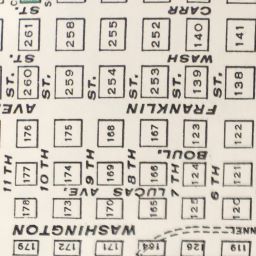 ST.
CARR
261 258 255 252 140 141
ST.
WASH
260 ST. 259 ST. 254 ST. 253 ST. 139 ST. 138
AVE
FRANKLIN
176 175 168 167 123 122
BOUL.
11TH 177 10TH 174 9TH 169 8TH 166 7TH 124 6TH 121
LUCAS AVE.
178 173 170 165 125 120
WASHINGTON
179 172 171 164 126 119